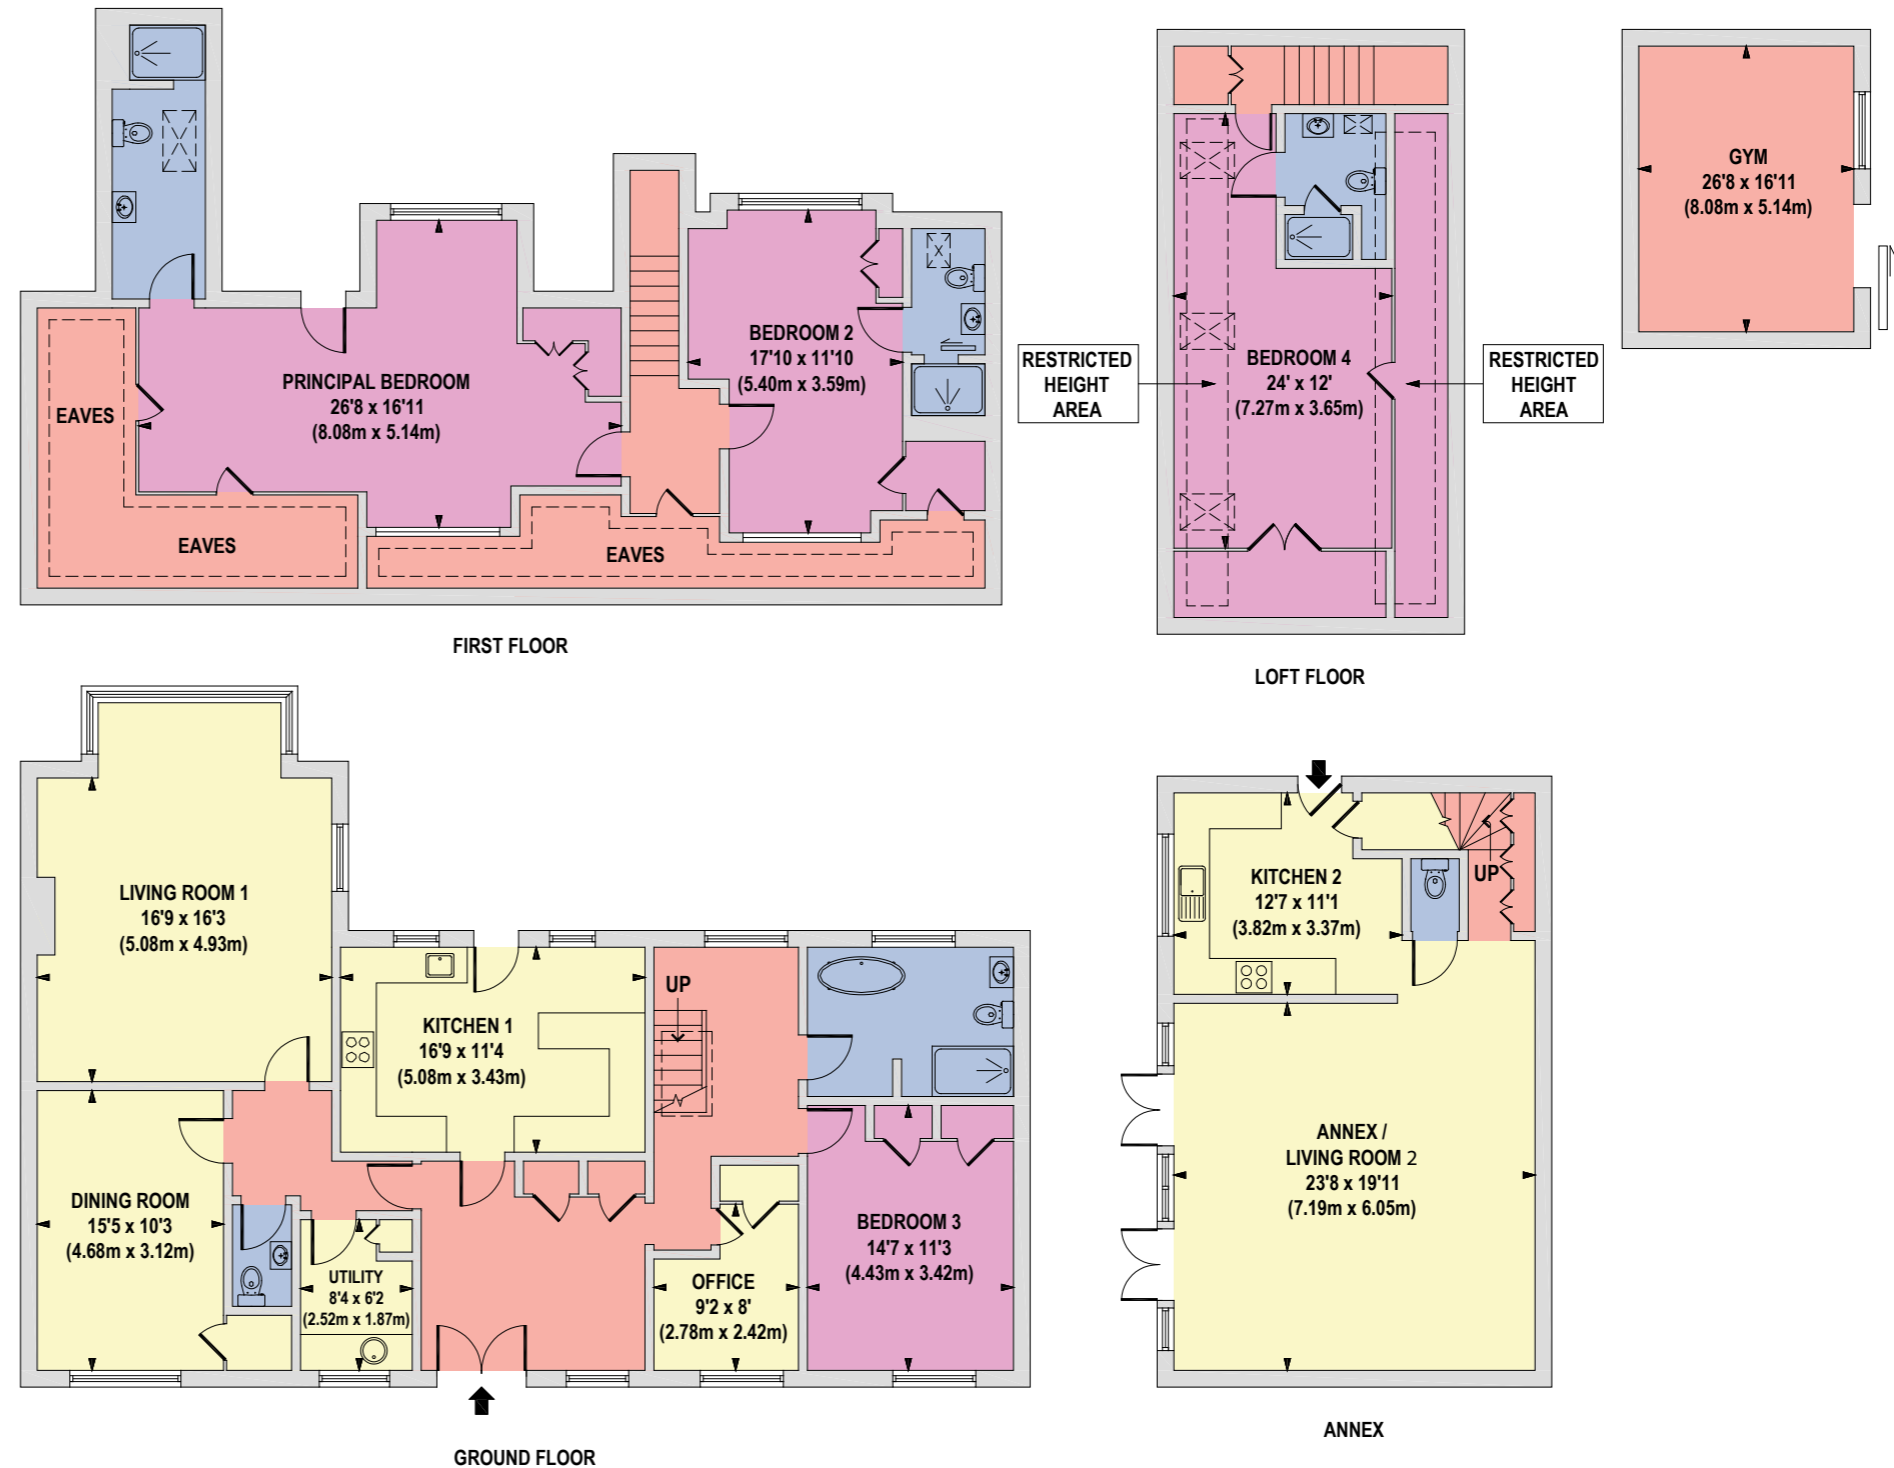 PRINCIPAL BEDROOM
26'8 x 16'11
(8.08m x 5.14m)
EAVES
EAVES
EAVES
BEDROOM 2
17'10 x 11'10
(5.40m x 3.59m)
FIRST FLOOR
RESTRICTED
HEIGHT
AREA
BEDROOM 4
24' x 12'
(7.27m x 3.65m)
RESTRICTED
HEIGHT
AREA
LOFT FLOOR
GYM
26'8 x 16'11
(8.08m x 5.14m)
LIVING ROOM 1
16'9 x 16'3
(5.08m x 4.93m)
KITCHEN 1
16'9 x 11'4
(5.08m x 3.43m)
UP
DINING ROOM
15'5 x 10'3
(4.68m x 3.12m)
UTILITY
8'4 x 6'2
(2.52m x 1.87m)
OFFICE
9'2 x 8'
(2.78m x 2.42m)
BEDROOM 3
14'7 x 11'3
(4.43m x 3.42m)
GROUND FLOOR
KITCHEN 2
12'7 x 11'1
(3.82m x 3.37m)
UP
ANNEX /
LIVING ROOM 2
23'8 x 19'11
(7.19m x 6.05m)
ANNEX